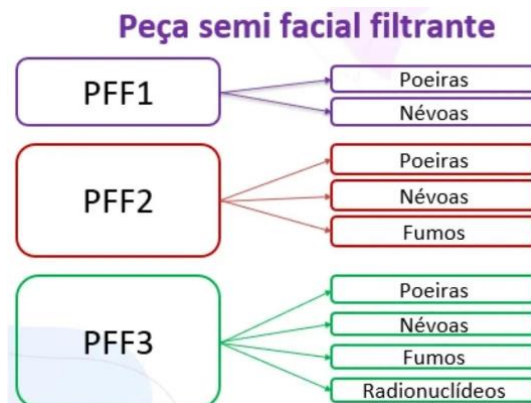 Peça semi facial filtrante
PFF1
Poeiras
Névoas
PFF2
Poeiras
Névoas
Fumos
PFF3
Poeiras
Névoas
Fumos
Radionuclídeos